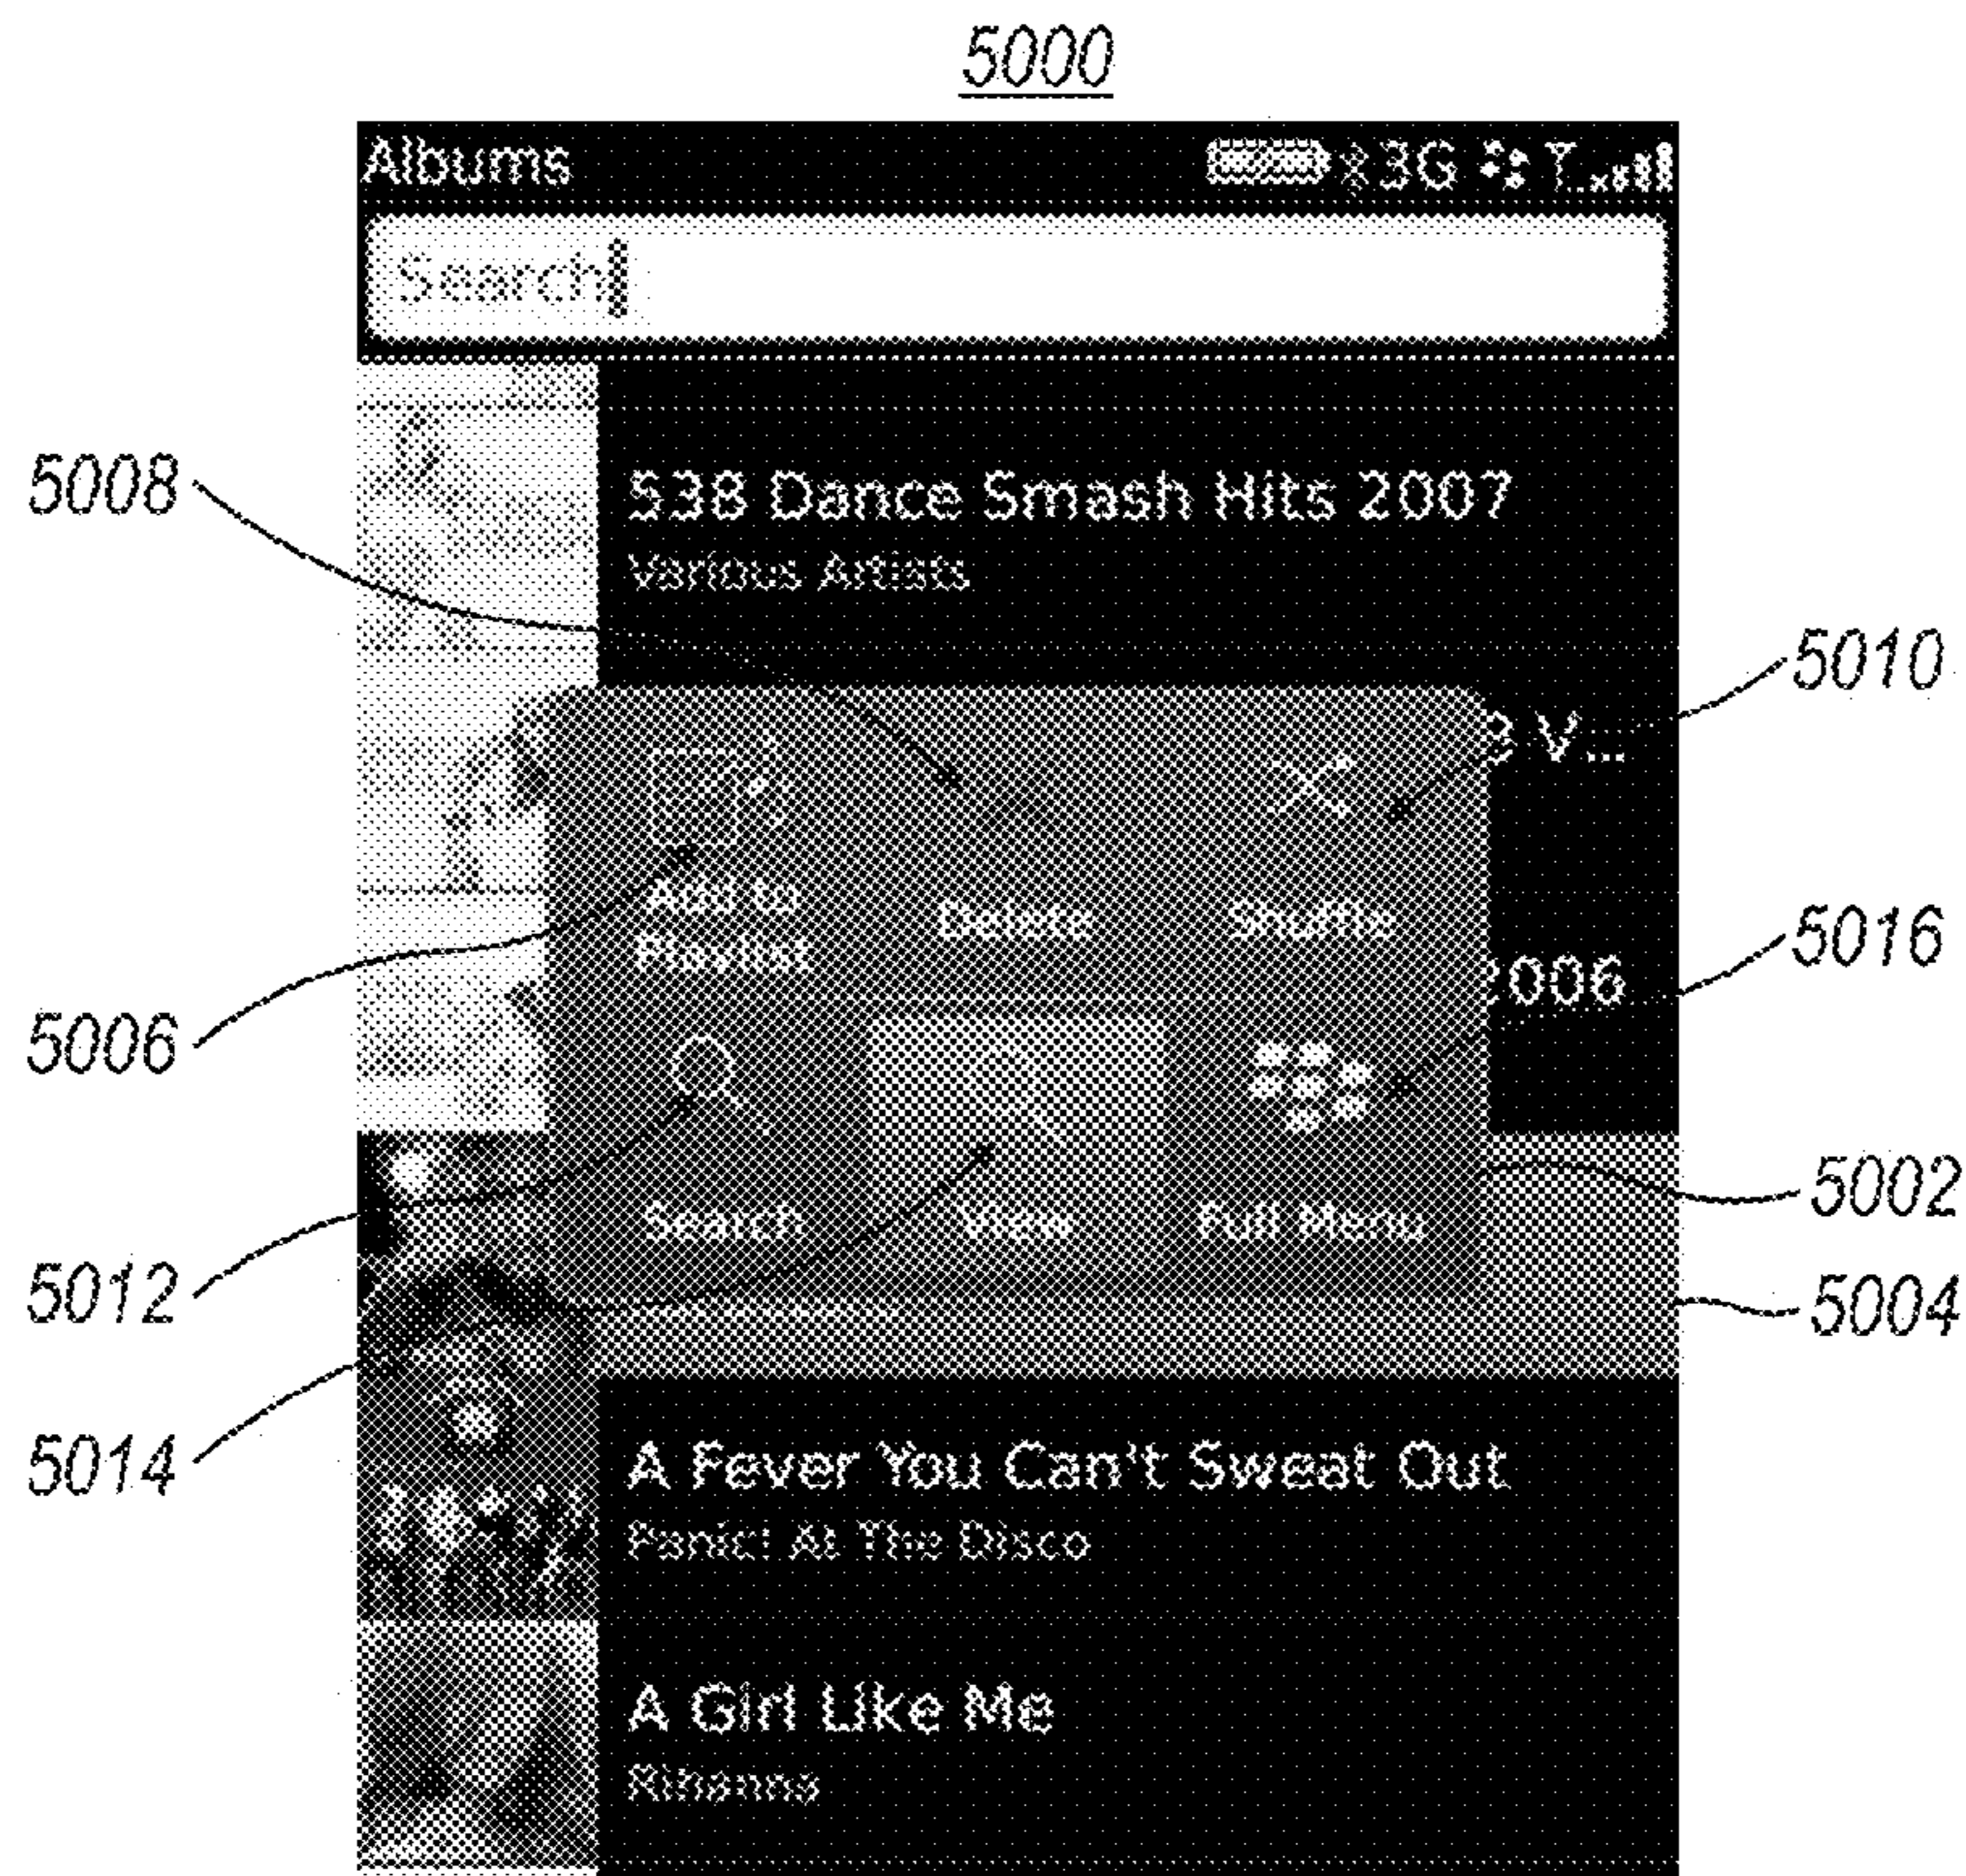 5000
Albums 3G T
Search
5008
538 Dance Smash Hits 2007
Various Artists
5010
V...
Add to
Playlist
Delete
Shuffle
5016
2006
5006
Search
View
Full Menu
5002
5012
5004
5014
A Fever You Can't Sweat Out
Panic! At The Disco
A Girl Like Me
Rihanna